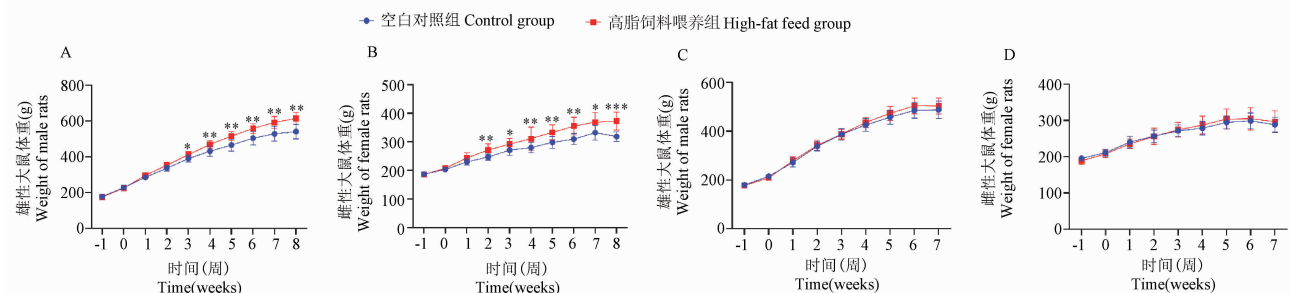 空白对照组 Control group 高脂饲料喂养组 High-fat feed group
A
雄性大鼠体重(g)
Weight of male rats
800
600
400
200
0
* ** ** ** ** **
-1 0 1 2 3 4 5 6 7 8
时间(周)
Time(weeks)
B
雌性大鼠体重(g)
Weight of female rats
500
400
300
200
100
0
** * ** ** ** * ***
-1 0 1 2 3 4 5 6 7 8
时间(周)
Time(weeks)
C
雄性大鼠体重(g)
Weight of male rats
600
400
200
0
-1 0 1 2 3 4 5 6 7
时间(周)
Time(weeks)
D
雌性大鼠体重(g)
Weight of female rats
400
300
200
100
0
-1 0 1 2 3 4 5 6 7
时间(周)
Time(weeks)